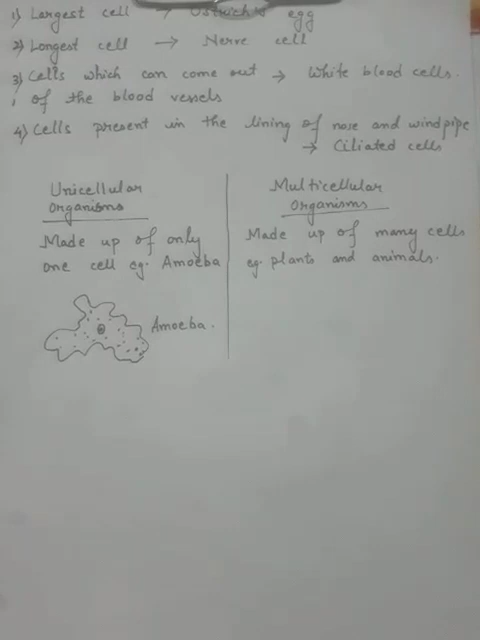 1) Largest cell → Ostrich's egg
2) Longest cell → Nerve cell
3) Cells which can come out → White blood cells.
of the blood vessels
4) Cells present in the lining of nose and windpipe
→ Ciliated cells
Unicellular
Organisms
Made up of only
one cell eg. Amoeba
Amoeba.
Multicellular
Organisms
Made up of many cells
eg. plants and animals.